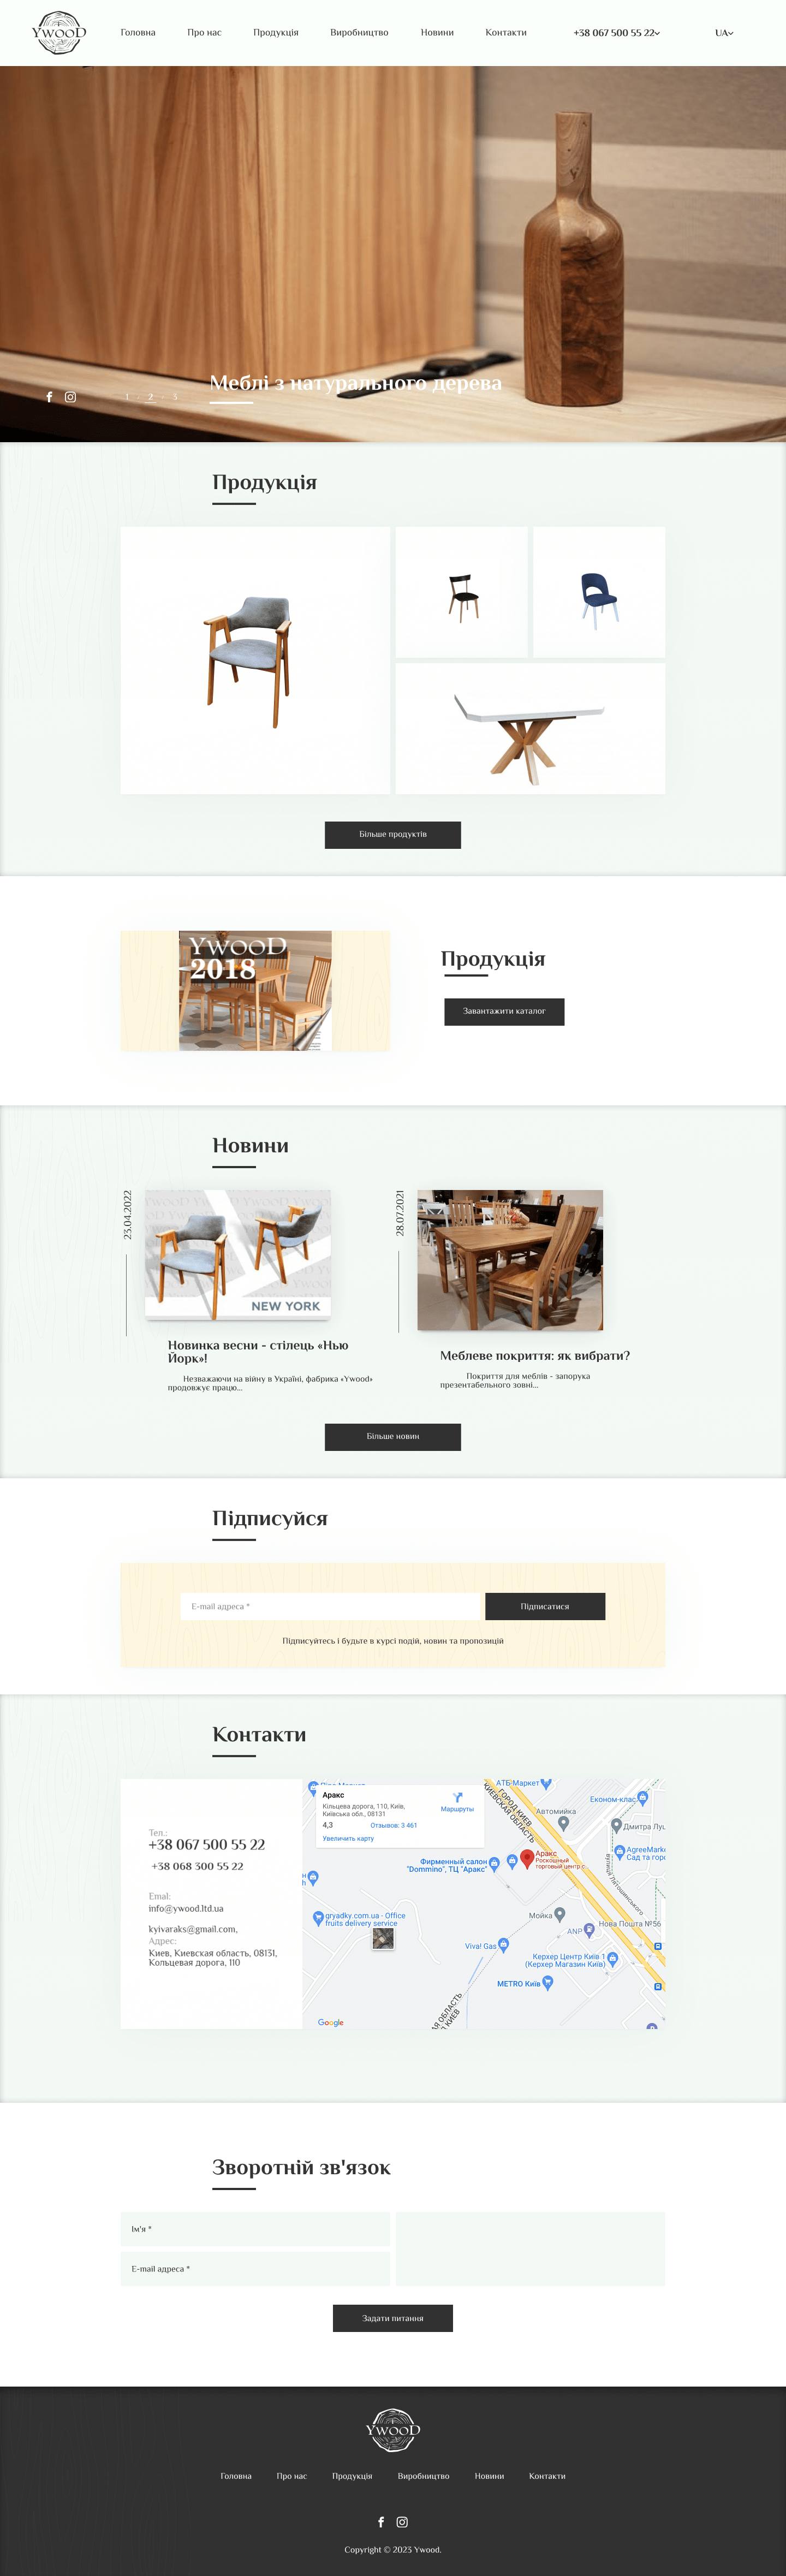 YWOOD
Головна
Про нас
Продукція
Виробництво
Новини
Контакти
+38 067 500 55 22
UA
1 · 2 · 3
Меблі з натурального дерева
Продукція
Більше продуктів
YWOOD
2018
Продукція
Завантажити каталог
Новини
23.04.2022
NEW YORK
Новинка весни - стілець «Нью
Йорк»!
Незважаючи на війну в Україні, фабрика «Ywood»
продовжує працю...
28.07.2021
Меблеве покриття: як вибрати?
Покриття для меблів - запорука
презентабельного зовні...
Більше новин
Підписуйся
E-mail адреса *
Підписатися
Підписуйтесь і будьте в курсі подій, новин та пропозицій
Контакти
Тел.:
+38 067 500 55 22
+38 068 300 55 22
Emal:
info@ywood.ltd.ua
kyivaraks@gmail.com,
Адрес:
Киев, Киевская область, 08131,
Кольцевая дорога, 110
Аракс
Кільцева дорога, 110, Київ,
Київська обл., 08131
4,3
Отзывов: 3 461
Увеличить карту
Маршруты
АТБ-Маркет
ГОРОД КИЕВ
КИЕВСКАЯ ОБЛАСТЬ
Економ-клас
Автомийка
Дмитра Луц
AgreeMarke
Сад та горо
Аракс
Роскошный
торговый центр с
Фирменный салон
"Dommino", ТЦ "Аракс"
gryadky.com.ua - Office
fruits delivery service
Мойка
ANP
Нова Пошта №56
Viva! Gas
Керхер Центр Київ 1
(Керхер Магазин Київ)
METRO Київ
Google
Зворотній зв'язок
Ім'я *
E-mail адреса *
Задати питання
YWOOD
Головна
Про нас
Продукція
Виробництво
Новини
Контакти
Copyright © 2023 Ywood.